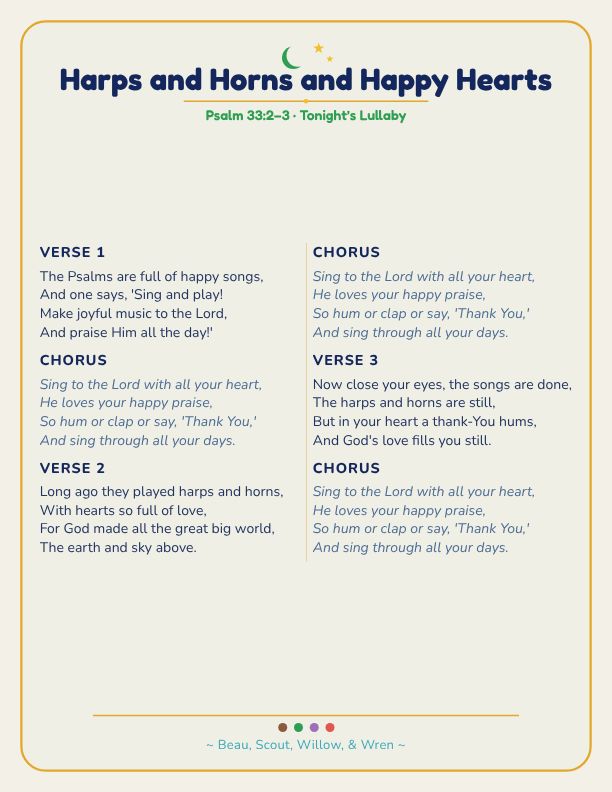 Harps and Horns and Happy Hearts
Psalm 33:2–3 · Tonight's Lullaby
VERSE 1
The Psalms are full of happy songs,
And one says, 'Sing and play!
Make joyful music to the Lord,
And praise Him all the day!'
CHORUS
Sing to the Lord with all your heart,
He loves your happy praise,
So hum or clap or say, 'Thank You,'
And sing through all your days.
VERSE 2
Long ago they played harps and horns,
With hearts so full of love,
For God made all the great big world,
The earth and sky above.
CHORUS
Sing to the Lord with all your heart,
He loves your happy praise,
So hum or clap or say, 'Thank You,'
And sing through all your days.
VERSE 3
Now close your eyes, the songs are done,
The harps and horns are still,
But in your heart a thank-You hums,
And God's love fills you still.
CHORUS
Sing to the Lord with all your heart,
He loves your happy praise,
So hum or clap or say, 'Thank You,'
And sing through all your days.
~ Beau, Scout, Willow, & Wren ~